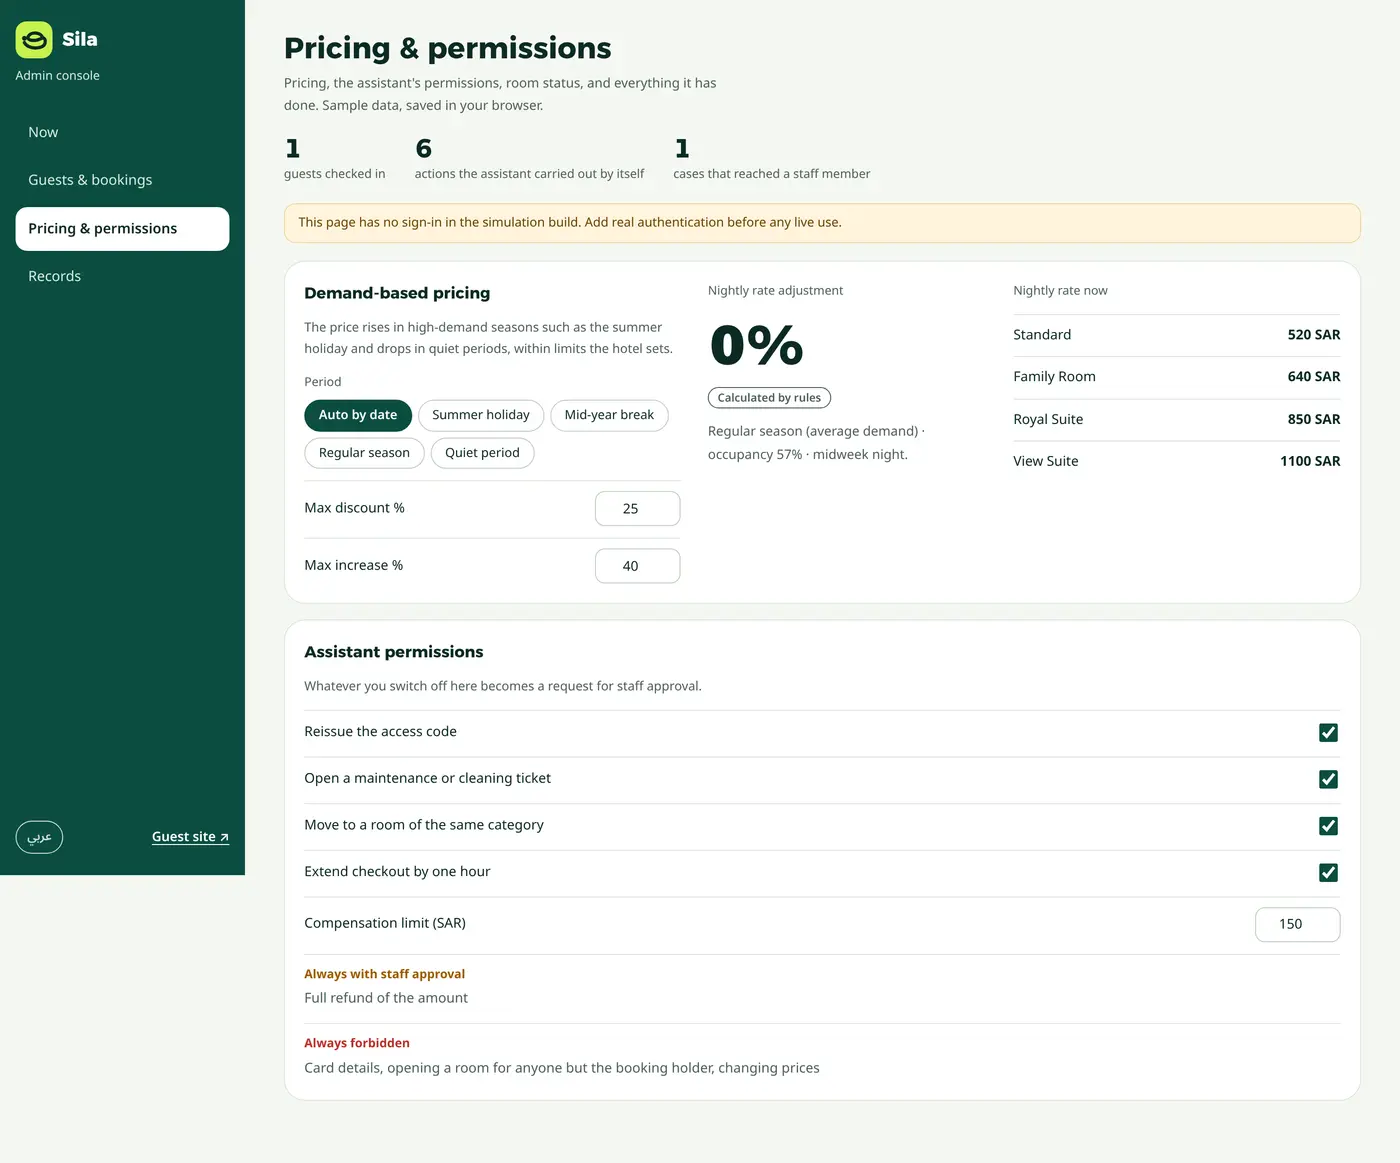 Sila
Admin console
Now
Guests & bookings
Pricing & permissions
Records
عربي
Guest site ↗
Pricing & permissions
Pricing, the assistant's permissions, room status, and everything it has
done. Sample data, saved in your browser.
1
guests checked in
6
actions the assistant carried out by itself
1
cases that reached a staff member
This page has no sign-in in the simulation build. Add real authentication before any live use.
Demand-based pricing
The price rises in high-demand seasons such as the summer
holiday and drops in quiet periods, within limits the hotel sets.
Period
Auto by date
Summer holiday
Mid-year break
Regular season
Quiet period
Max discount %
25
Max increase %
40
Nightly rate adjustment
0%
Calculated by rules
Regular season (average demand) ·
occupancy 57% · midweek night.
Nightly rate now
Standard 520 SAR
Family Room 640 SAR
Royal Suite 850 SAR
View Suite 1100 SAR
Assistant permissions
Whatever you switch off here becomes a request for staff approval.
Reissue the access code
Open a maintenance or cleaning ticket
Move to a room of the same category
Extend checkout by one hour
Compensation limit (SAR) 150
Always with staff approval
Full refund of the amount
Always forbidden
Card details, opening a room for anyone but the booking holder, changing prices